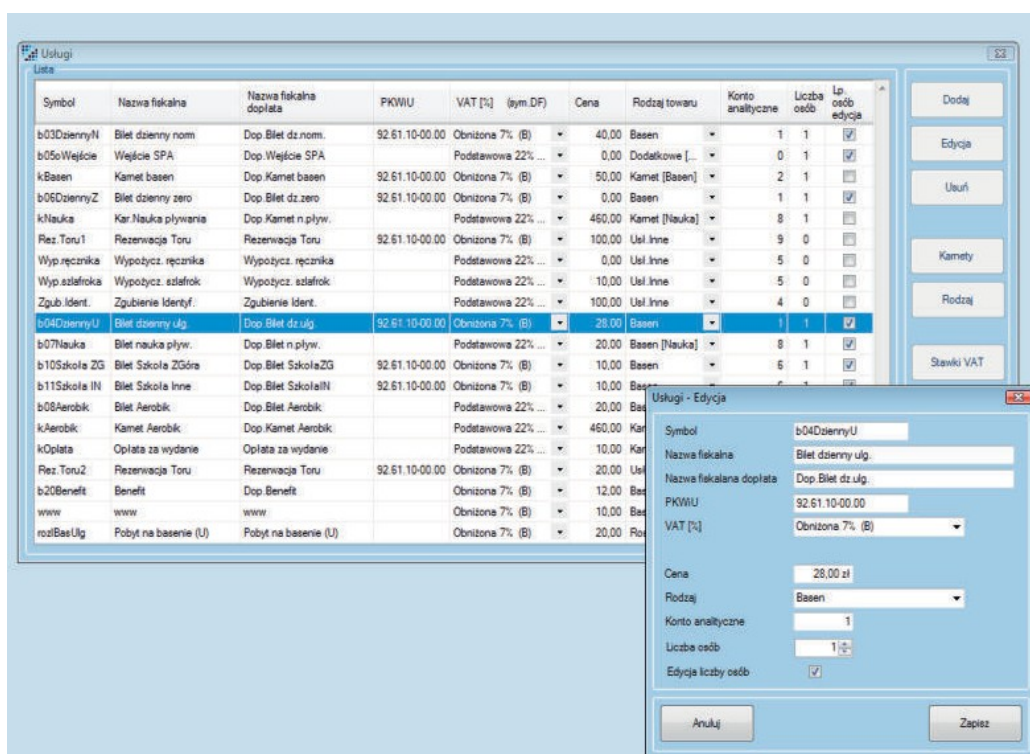 Usługi
Lista
Symbol Nazwa fiskalna Nazwa fiskalna dopłata PKWiU VAT [%] (sym.DF) Cena Rodzaj towaru Konto analityczne Liczba osób Lp. osób edycja
b03DziennyN Bilet dzienny norm Dop.Bilet dz.norm. 92.61.10-00.00 Obniżona 7% (B) 40,00 Basen 1 1
b05oWejście Wejście SPA Dop.Wejście SPA Podstawowa 22% ... 0,00 Dodatkowe [... 0 1
kBasen Karnet basen Dop.Karnet basen 92.61.10-00.00 Obniżona 7% (B) 50,00 Karnet [Basen] 2 1
b06DziennyZ Bilet dzienny zero Dop.Bilet dz.zero 92.61.10-00.00 Obniżona 7% (B) 0,00 Basen 1 1
kNauka Kar.Nauka pływania Dop.Karnet n.pływ. Podstawowa 22% ... 460,00 Karnet [Nauka] 8 1
Rez.Toru1 Rezerwacja Toru Rezerwacja Toru 92.61.10-00.00 Obniżona 7% (B) 100,00 Usł.Inne 9 0
Wyp.ręcznika Wypożycz. ręcznika Wypożycz. ręcznika Podstawowa 22% ... 0,00 Usł.Inne 5 0
Wyp.szlafroka Wypożycz. szlafrok Wypożycz. szlafrok Podstawowa 22% ... 10,00 Usł.Inne 5 0
Zgub.Ident. Zgubienie Identyf. Zgubienie Ident. Podstawowa 22% ... 100,00 Usł.Inne 4 0
b04DziennyU Bilet dzienny ulg. Dop.Bilet dz.ulg. 92.61.10-00.00 Obniżona 7% (B) 28,00 Basen 1 1
b07Nauka Bilet nauka pływ. Dop.Bilet n.pływ. Podstawowa 22% ... 20,00 Basen [Nauka] 8 1
b10Szkoła ZG Bilet Szkoła ZGóra Dop.Bilet SzkołaZG 92.61.10-00.00 Obniżona 7% (B) 10,00 Basen 6 1
b11Szkoła IN Bilet Szkoła Inne Dop.Bilet SzkołaIN 92.61.10-00.00 Obniżona 7% (B) 10,00 Basen
b08Aerobik Bilet Aerobik Dop.Bilet Aerobik Podstawowa 22% ... 20,00
kAerobik Karnet Aerobik Dop.Karnet Aerobik Podstawowa 22% ... 460,00
kOpłata Opłata za wydanie Opłata za wydanie Podstawowa 22% ... 10,00
Rez.Toru2 Rezerwacja Toru Rezerwacja Toru 92.61.10-00.00 Obniżona 7% (B) 20,00
b20Benefit Benefit Dop.Benefit Obniżona 7% (B) 12,00
www www www Obniżona 7% (B) 10,00
rozlBasUlg Pobyt na basenie (U) Pobyt na basenie (U) Obniżona 7% (B) 20,00
Dodaj
Edycja
Usuń
Karnety
Rodzaj
Stawki VAT
Usługi - Edycja
Symbol b04DziennyU
Nazwa fiskalna Bilet dzienny ulg.
Nazwa fiskalana dopłata Dop.Bilet dz.ulg.
PKWiU 92.61.10-00.00
VAT [%] Obniżona 7% (B)
Cena 28,00 zł
Rodzaj Basen
Konto analityczne 1
Liczba osób 1
Edycja liczby osób
Anuluj Zapisz